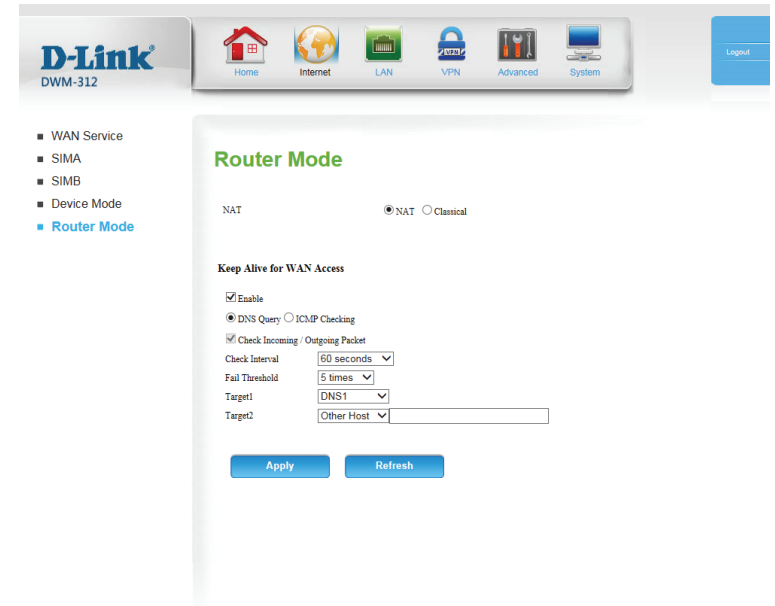 D-Link
DWM-312
Home Internet LAN VPN Advanced System
Logout
WAN Service
SIMA
SIMB
Device Mode
Router Mode
Router Mode
NAT NAT Classical
Keep Alive for WAN Access
Enable
DNS Query ICMP Checking
Check Incoming / Outgoing Packet
Check Interval 60 seconds
Fail Threshold 5 times
Target1 DNS1
Target2 Other Host
Apply Refresh